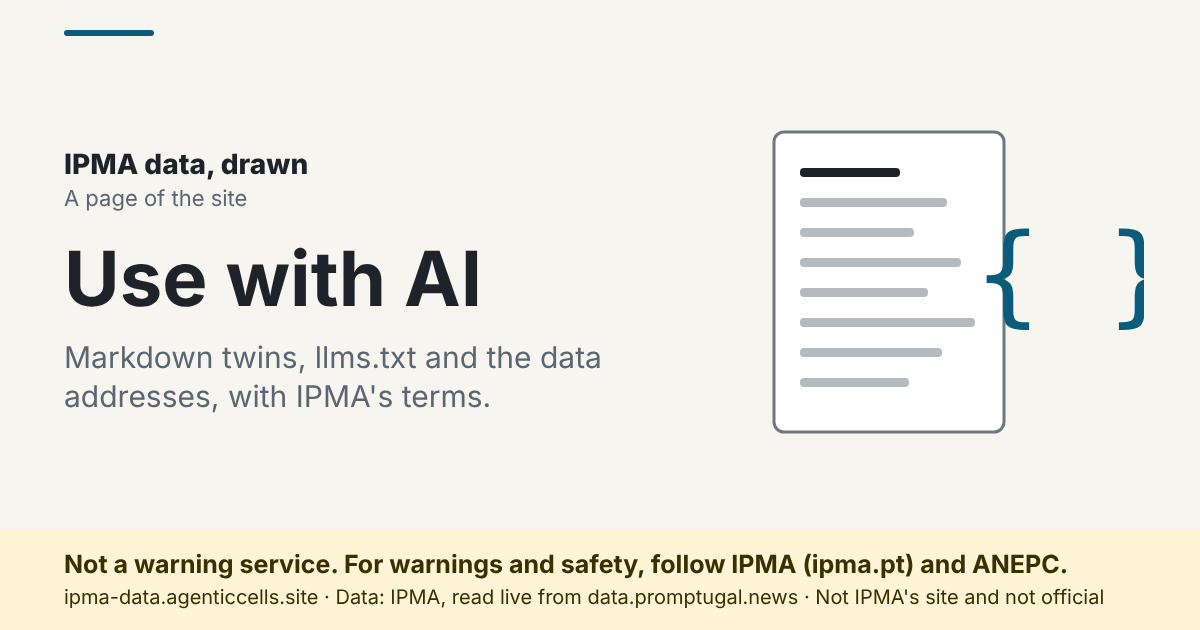 IPMA data, drawn
A page of the site
Use with AI
Markdown twins, llms.txt and the data
addresses, with IPMA's terms.
{ }
Not a warning service. For warnings and safety, follow IPMA (ipma.pt) and ANEPC.
ipma-data.agenticcells.site · Data: IPMA, read live from data.promptugal.news · Not IPMA's site and not official